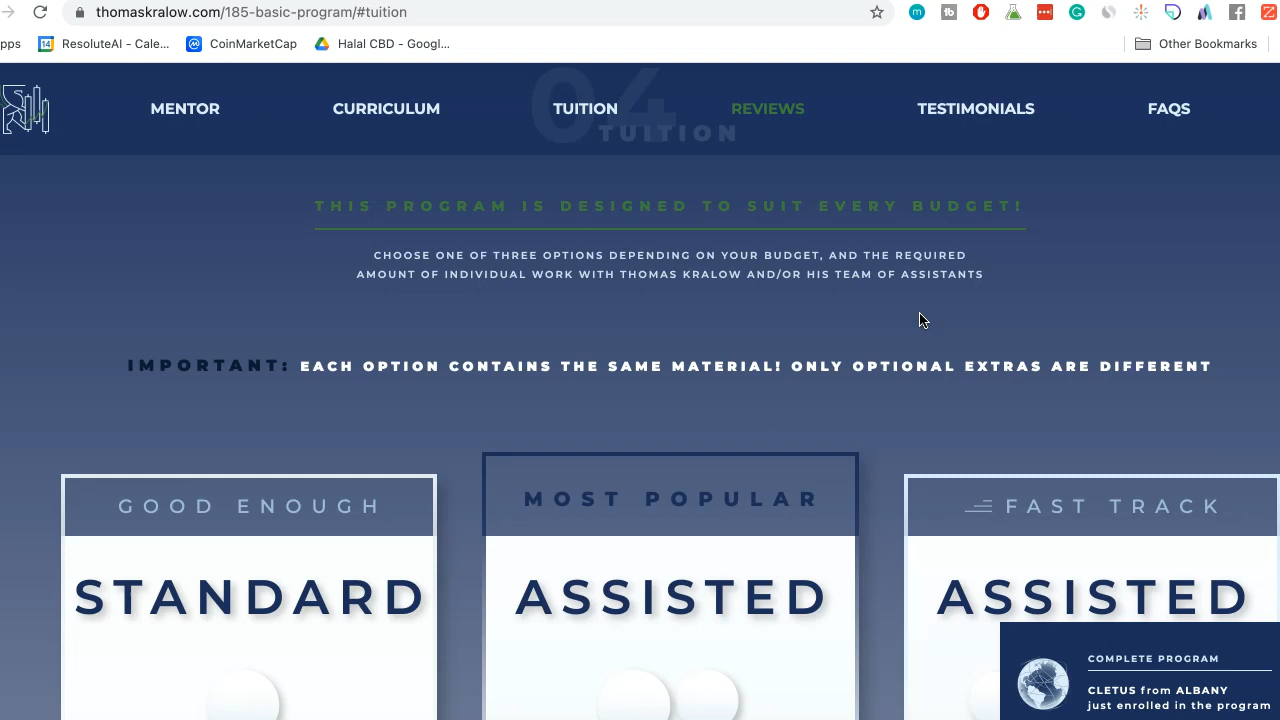 thomaskralow.com/185-basic-program/#tuition
pps
ResoluteAI - Cale...
CoinMarketCap
Halal CBD - Googl...
Other Bookmarks
MENTOR
CURRICULUM
TUITION
REVIEWS
TESTIMONIALS
FAQS
04
TUITION
THIS PROGRAM IS DESIGNED TO SUIT EVERY BUDGET!
CHOOSE ONE OF THREE OPTIONS DEPENDING ON YOUR BUDGET, AND THE REQUIRED
AMOUNT OF INDIVIDUAL WORK WITH THOMAS KRALOW AND/OR HIS TEAM OF ASSISTANTS
IMPORTANT: EACH OPTION CONTAINS THE SAME MATERIAL! ONLY OPTIONAL EXTRAS ARE DIFFERENT
GOOD ENOUGH
STANDARD
MOST POPULAR
ASSISTED
FAST TRACK
ASSISTED
COMPLETE PROGRAM
CLETUS from ALBANY
just enrolled in the program